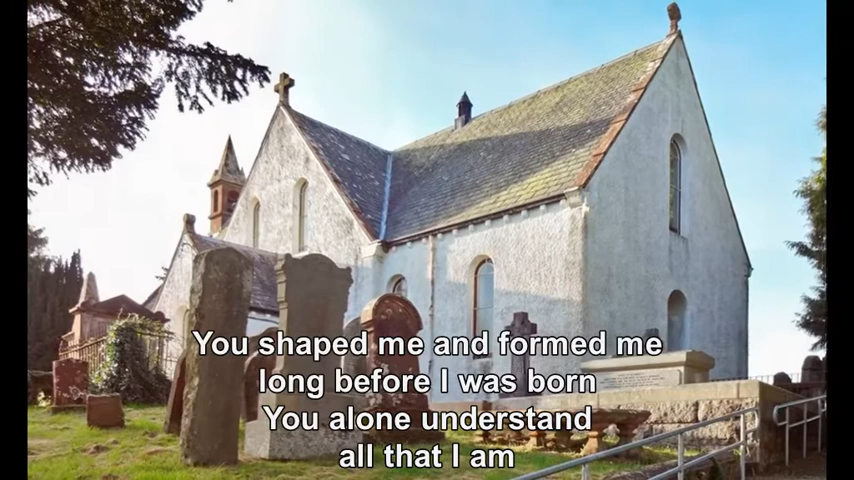 You shaped me and formed me
long before I was born
You alone understand
all that I am